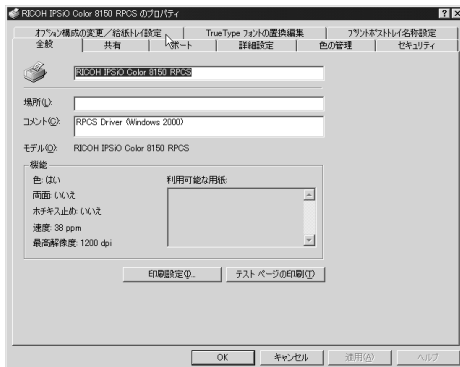 RICOH IPSiO Color 8150 RPCS のプロパティ
オプション構成の変更／給紙トレイ設定 TrueType フォントの置換編集 プリントポストトレイ名称設定
全般 共有 ポート 詳細設定 色の管理 セキュリティ
RICOH IPSiO Color 8150 RPCS
場所(L):
コメント(C): RPCS Driver (Windows 2000)
モデル(O): RICOH IPSiO Color 8150 RPCS
機能
色: はい 利用可能な用紙:
両面: いいえ
ホチキス止め: いいえ
速度: 38 ppm
最高解像度: 1200 dpi
印刷設定(I)... テスト ページの印刷(T)
OK キャンセル 適用(A) ヘルプ